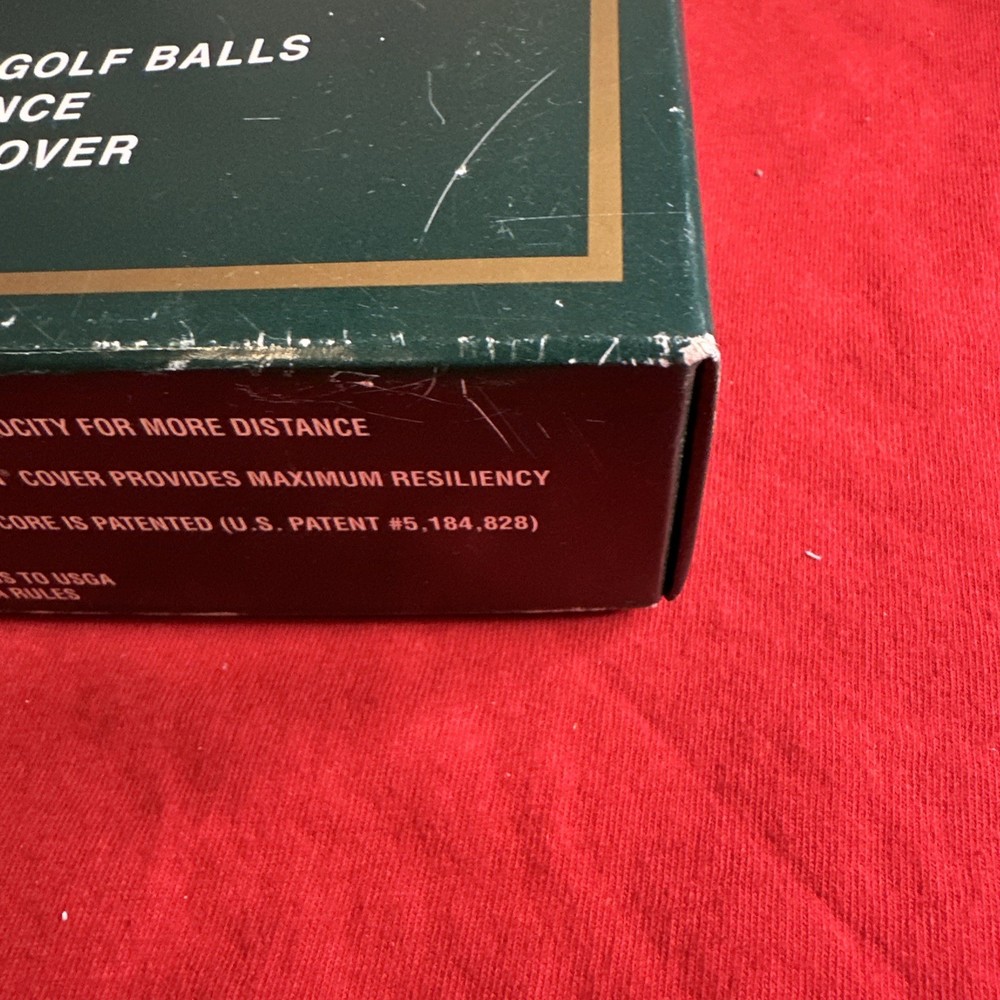 GOLF BALLS
NCE
OVER
OCITY FOR MORE DISTANCE
® COVER PROVIDES MAXIMUM RESILIENCY
CORE IS PATENTED (U.S. PATENT #5,184,828)
S TO USGA
A RULES